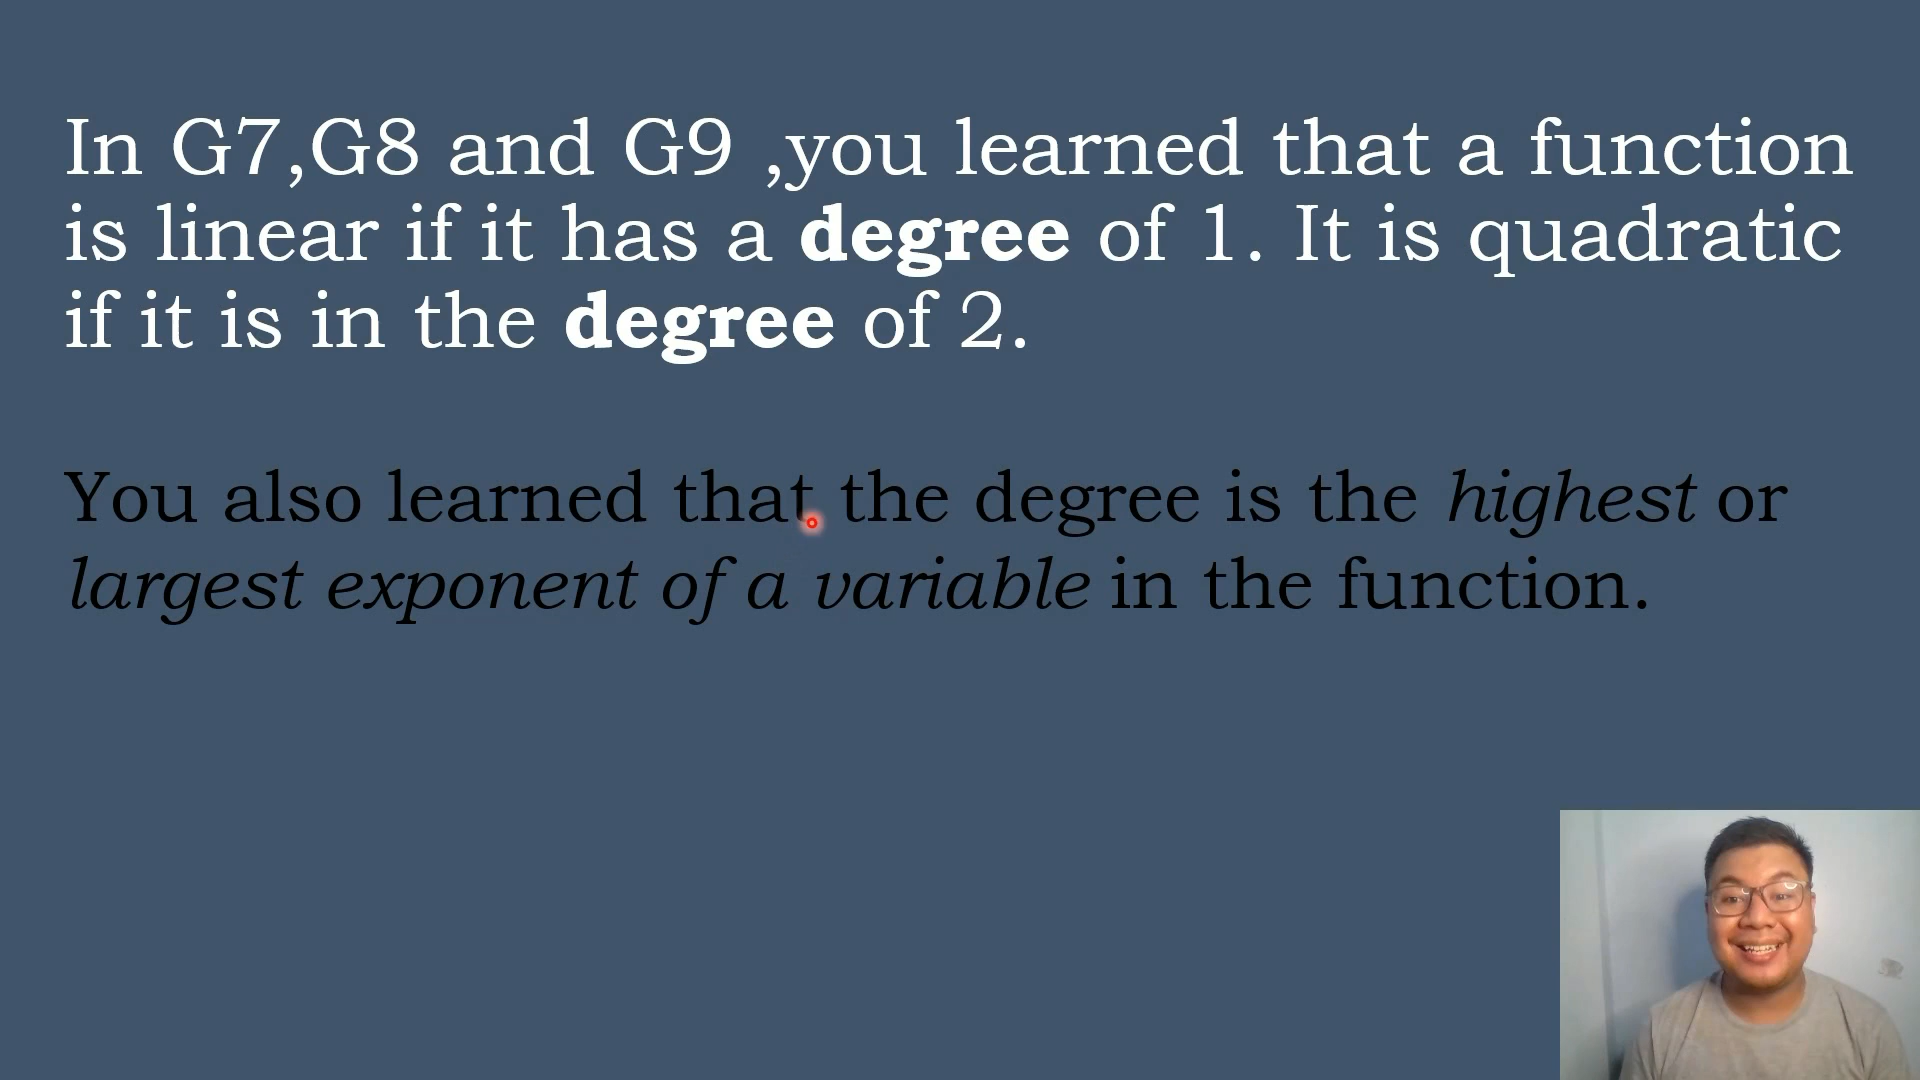 In G7,G8 and G9 ,you learned that a function
is linear if it has a degree of 1. It is quadratic
if it is in the degree of 2.
You also learned that the degree is the highest or
largest exponent of a variable in the function.